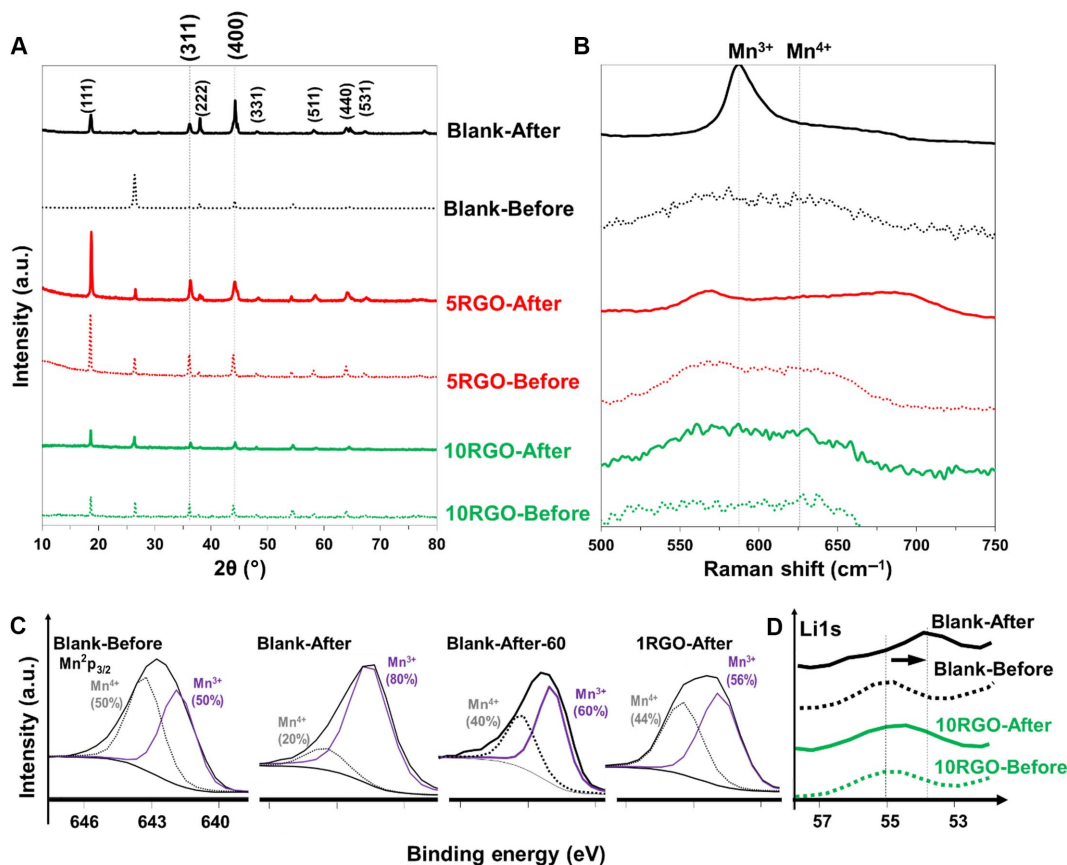 A
(111)
(311)
(222)
(400)
(331)
(511)
(440)
(531)
Blank-After
Blank-Before
5RGO-After
5RGO-Before
10RGO-After
10RGO-Before
Intensity (a.u.)
10 20 30 40 50 60 70 80
2θ (°)
B
Mn³⁺ Mn⁴⁺
500 550 600 650 700 750
Raman shift (cm⁻¹)
C
Blank-Before
Mn²p₃/₂
Mn⁴⁺
(50%)
Mn³⁺
(50%)
Blank-After
Mn³⁺
(80%)
Mn⁴⁺
(20%)
Blank-After-60
Mn⁴⁺
(40%)
Mn³⁺
(60%)
1RGO-After
Mn³⁺
(56%)
Mn⁴⁺
(44%)
Intensity (a.u.)
646 643 640
Binding energy (eV)
D
Li1s
Blank-After
Blank-Before
10RGO-After
10RGO-Before
57 55 53